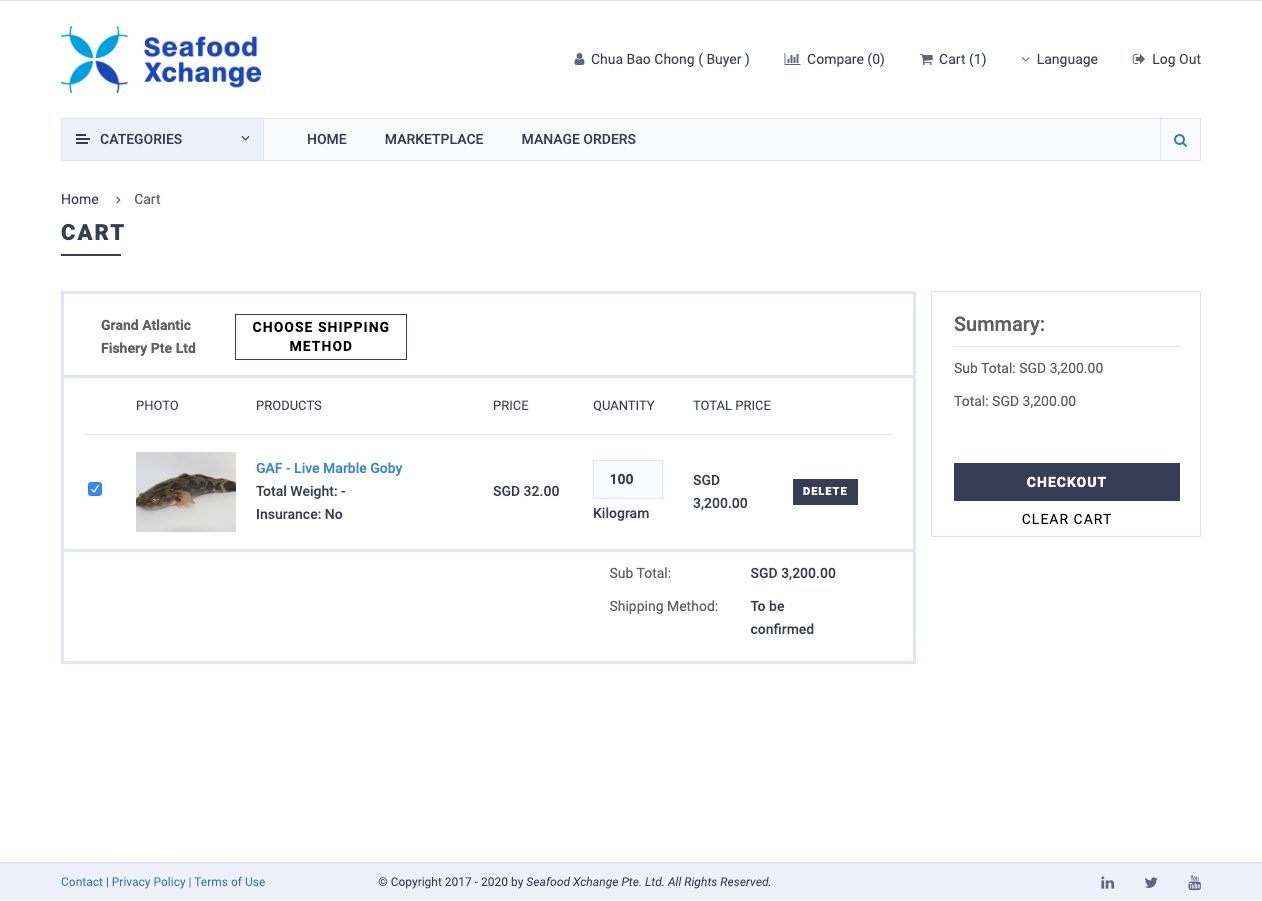 Seafood
Xchange
Chua Bao Chong ( Buyer )
Compare (0)
Cart (1)
Language
Log Out
CATEGORIES
HOME
MARKETPLACE
MANAGE ORDERS
Home › Cart
CART
Grand Atlantic
Fishery Pte Ltd
CHOOSE SHIPPING
METHOD
PHOTO
PRODUCTS
PRICE
QUANTITY
TOTAL PRICE
GAF - Live Marble Goby
Total Weight: -
Insurance: No
SGD 32.00
100
Kilogram
SGD
3,200.00
DELETE
Sub Total: SGD 3,200.00
Shipping Method: To be
confirmed
Summary:
Sub Total: SGD 3,200.00
Total: SGD 3,200.00
CHECKOUT
CLEAR CART
Contact | Privacy Policy | Terms of Use
© Copyright 2017 - 2020 by Seafood Xchange Pte. Ltd. All Rights Reserved.